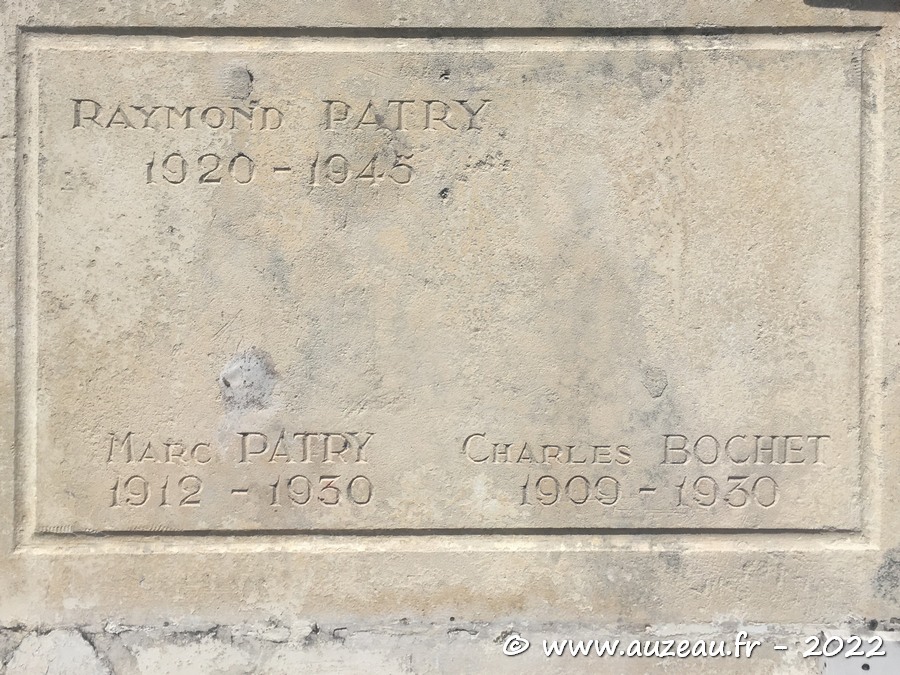 RAYMOND PATRY
1920 - 1945
MARC PATRY
1912 - 1930
CHARLES BOCHET
1909 - 1930
© www.auzeau.fr - 2022